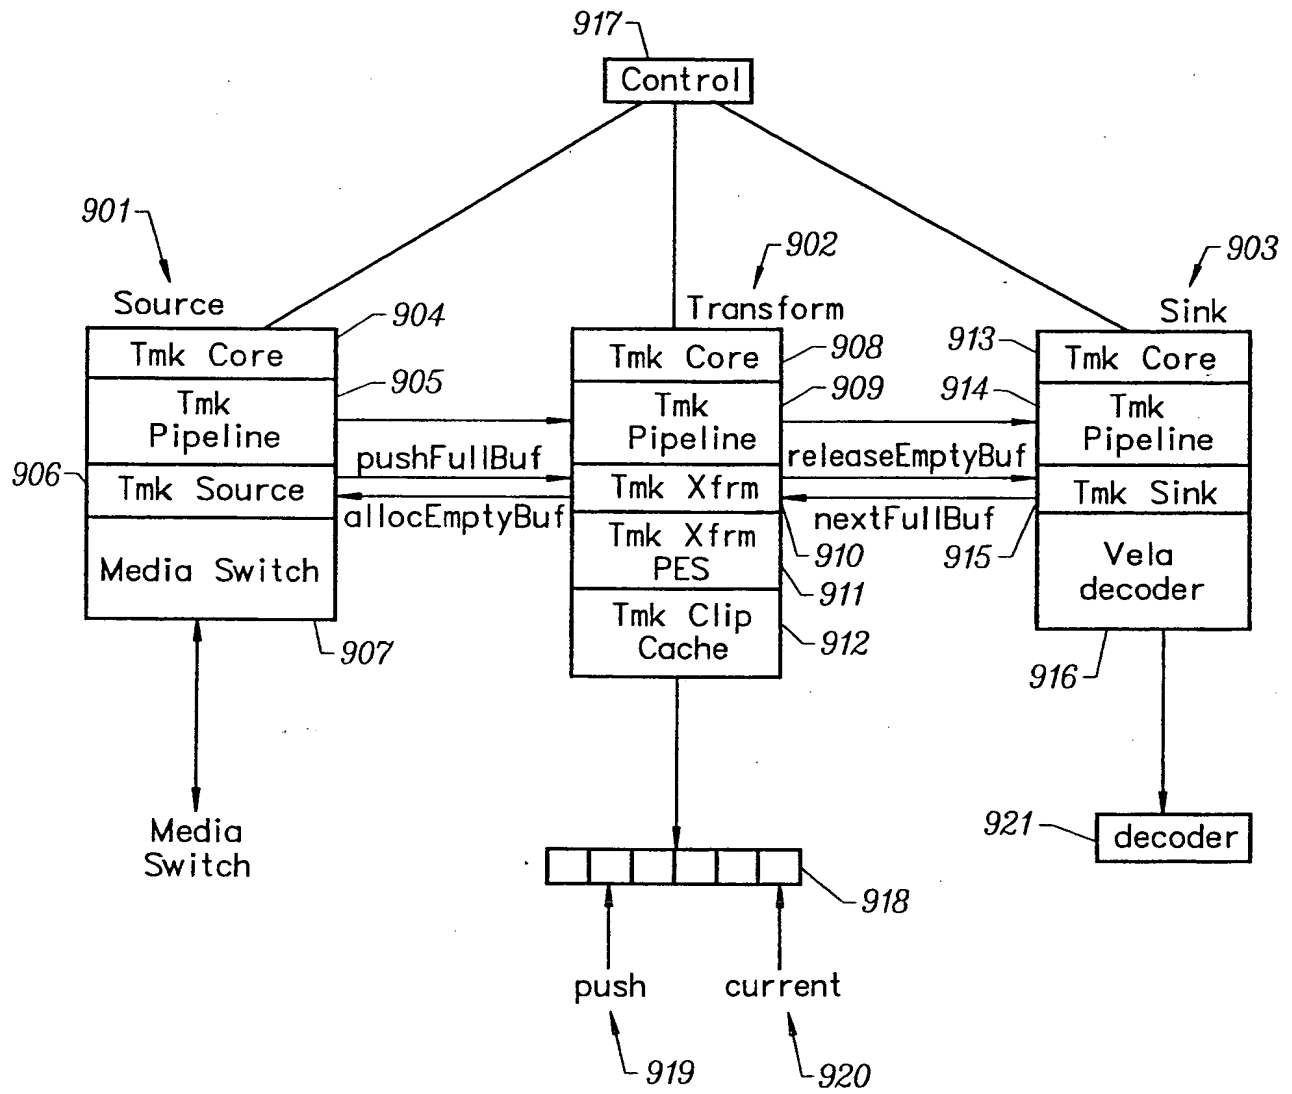 917
Control
901
902
903
Source
Transform
Sink
904
908
913
Tmk Core
Tmk Core
Tmk Core
905
909
914
Tmk
Pipeline
Tmk
Pipeline
Tmk
Pipeline
906
pushFullBuf
releaseEmptyBuf
Tmk Source
Tmk Xfrm
Tmk Sink
allocEmptyBuf
nextFullBuf
910
915
Media Switch
Tmk Xfrm
PES
Vela
decoder
911
Tmk Clip
Cache
912
907
916
Media
Switch
921
decoder
918
push
current
919
920